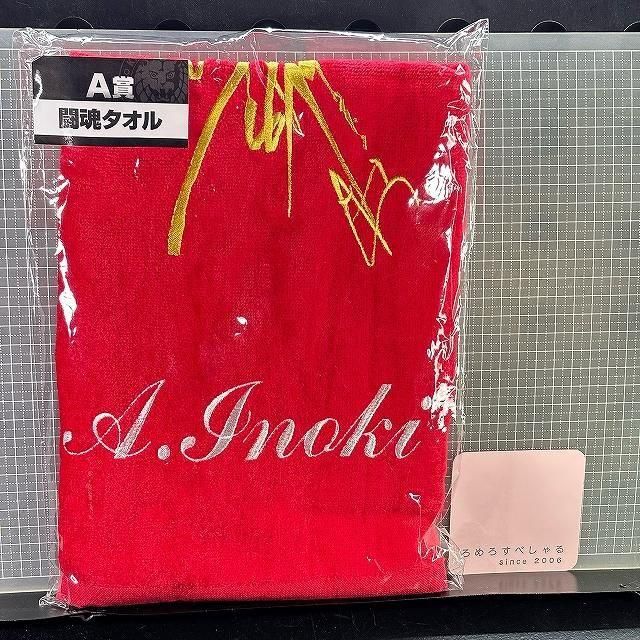 A賞
闘魂タオル
A.Inoki
ろめろすぺしゃる
since 2006